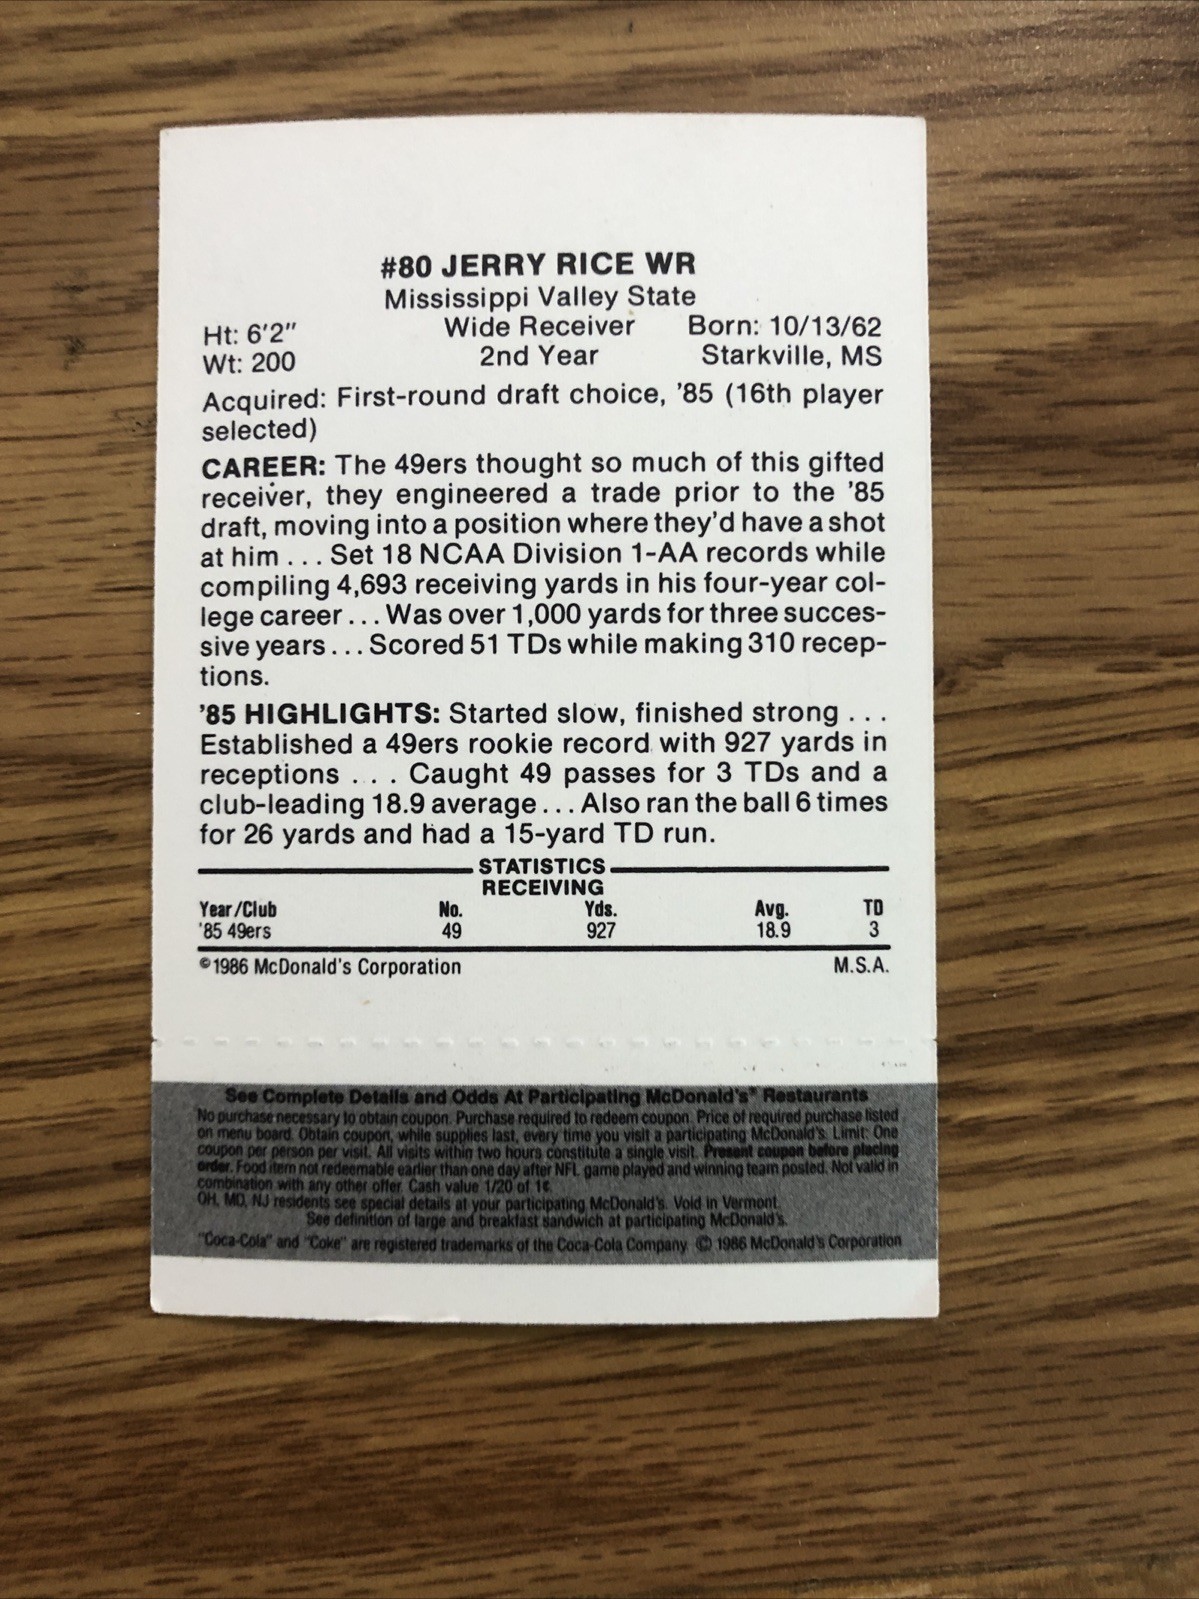 #80 JERRY RICE WR
Mississippi Valley State
Ht: 6'2" Wide Receiver Born: 10/13/62
Wt: 200 2nd Year Starkville, MS
Acquired: First-round draft choice, '85 (16th player
selected)
CAREER: The 49ers thought so much of this gifted
receiver, they engineered a trade prior to the '85
draft, moving into a position where they'd have a shot
at him . . . Set 18 NCAA Division 1-AA records while
compiling 4,693 receiving yards in his four-year col-
lege career . . . Was over 1,000 yards for three succes-
sive years . . . Scored 51 TDs while making 310 recep-
tions.
'85 HIGHLIGHTS: Started slow, finished strong . . .
Established a 49ers rookie record with 927 yards in
receptions . . . Caught 49 passes for 3 TDs and a
club-leading 18.9 average . . . Also ran the ball 6 times
for 26 yards and had a 15-yard TD run.
STATISTICS
RECEIVING
Year/Club No. Yds. Avg. TD
'85 49ers 49 927 18.9 3
©1986 McDonald's Corporation M.S.A.
See Complete Details and Odds At Participating McDonald's® Restaurants
No purchase necessary to obtain coupon. Purchase required to redeem coupon. Price of required purchase listed
on menu board. Obtain coupon, while supplies last, every time you visit a participating McDonald's. Limit: One
coupon per person per visit. All visits within two hours constitute a single visit. Present coupon before placing
order. Food item not redeemable earlier than one day after NFL game played and winning team posted. Not valid in
combination with any other offer. Cash value 1/20 of 1¢.
OH, MD, NJ residents see special details at your participating McDonald's. Void in Vermont.
See definition of large and breakfast sandwich at participating McDonald's.
"Coca-Cola" and "Coke" are registered trademarks of the Coca-Cola Company. © 1986 McDonald's Corporation